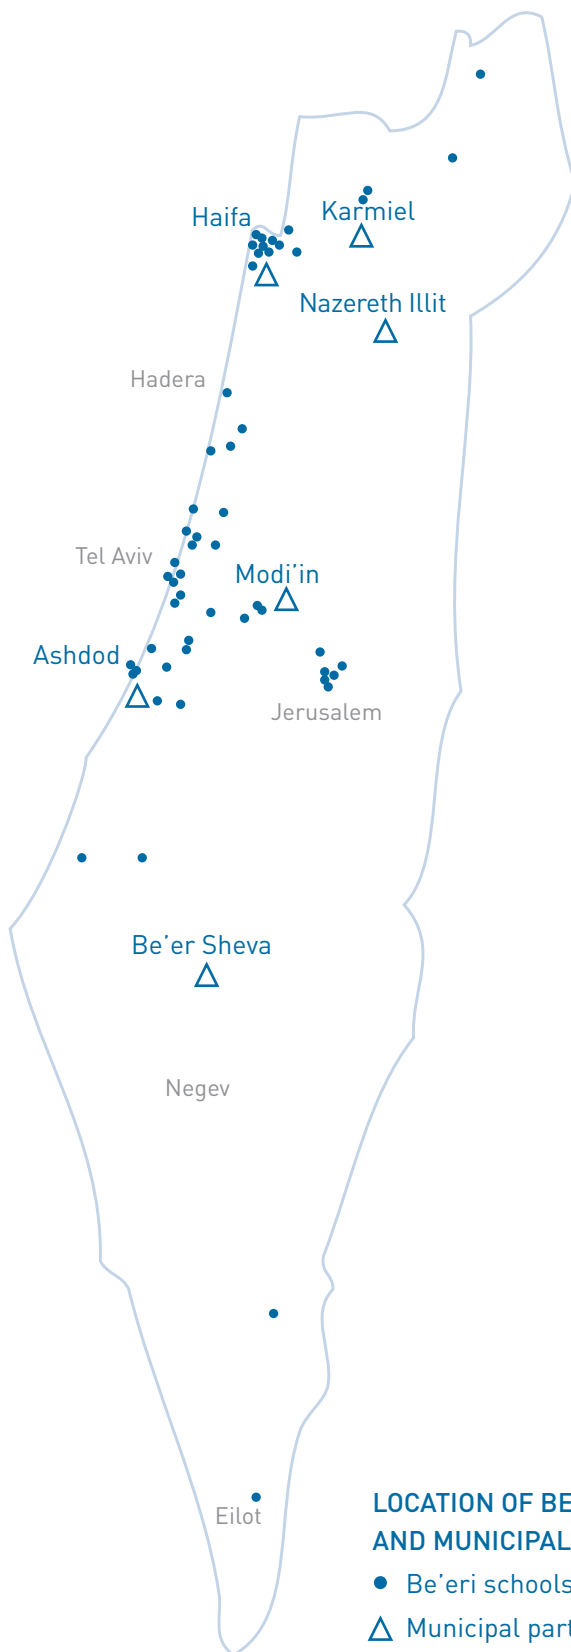 Haifa
Karmiel
Nazereth Illit
Hadera
Tel Aviv
Modi'in
Ashdod
Jerusalem
Be'er Sheva
Negev
Eilot
LOCATION OF BE
AND MUNICIPAL
Be'eri schools
Municipal part